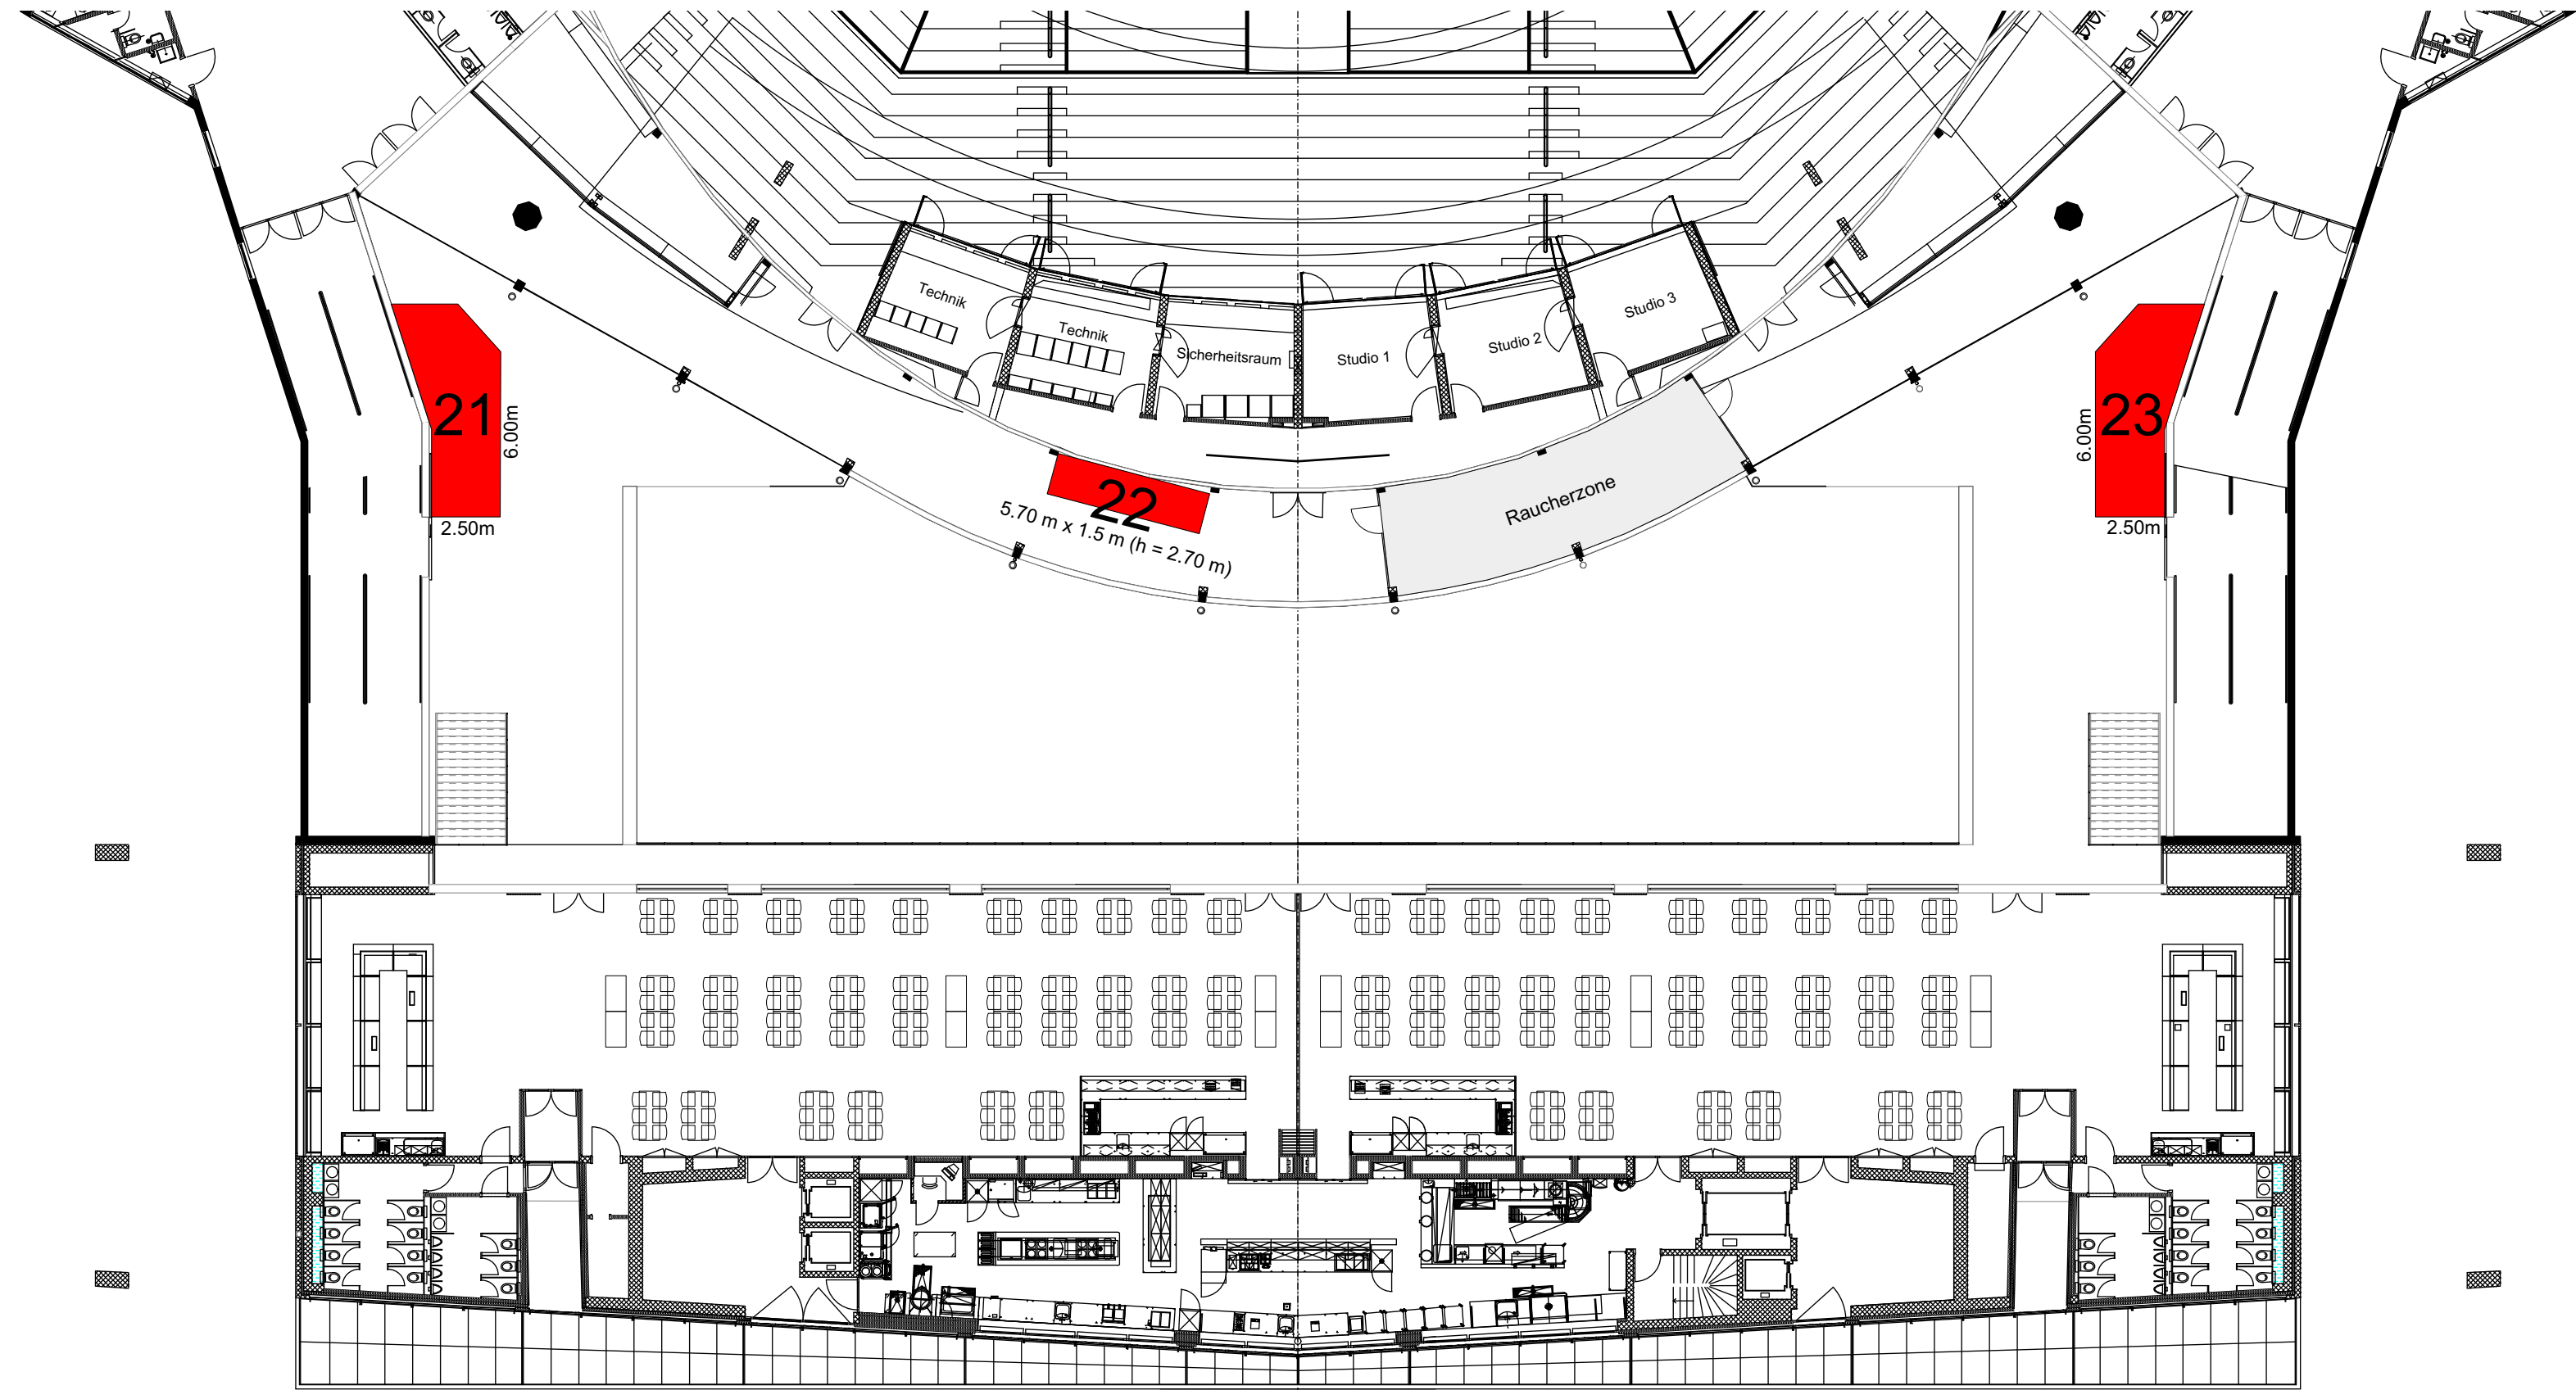 Technik
Technik
Sicherheitsraum
Studio 1
Studio 2
Studio 3
21
6.00m
2.50m
22
5.70 m x 1.5 m (h = 2.70 m)
Raucherzone
23
6.00m
2.50m